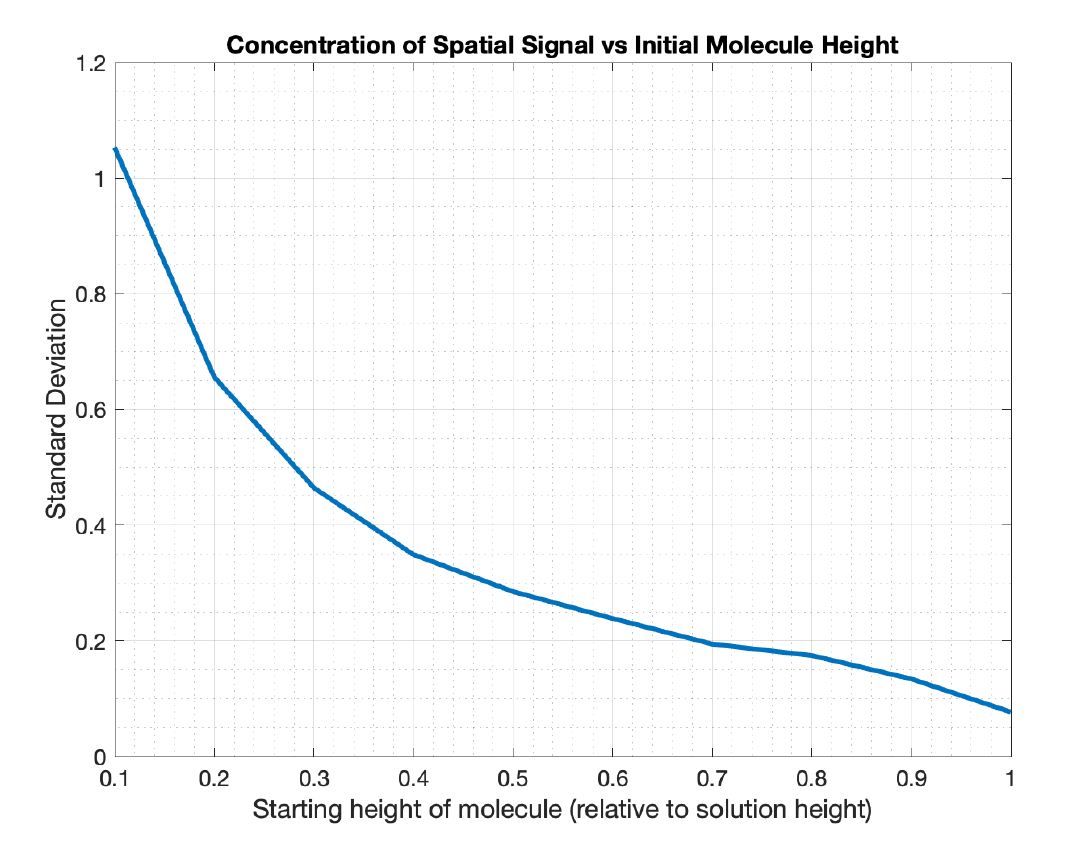 Concentration of Spatial Signal vs Initial Molecule Height
1.2
1
0.8
0.6
0.4
0.2
0
Standard Deviation
0.1 0.2 0.3 0.4 0.5 0.6 0.7 0.8 0.9 1
Starting height of molecule (relative to solution height)